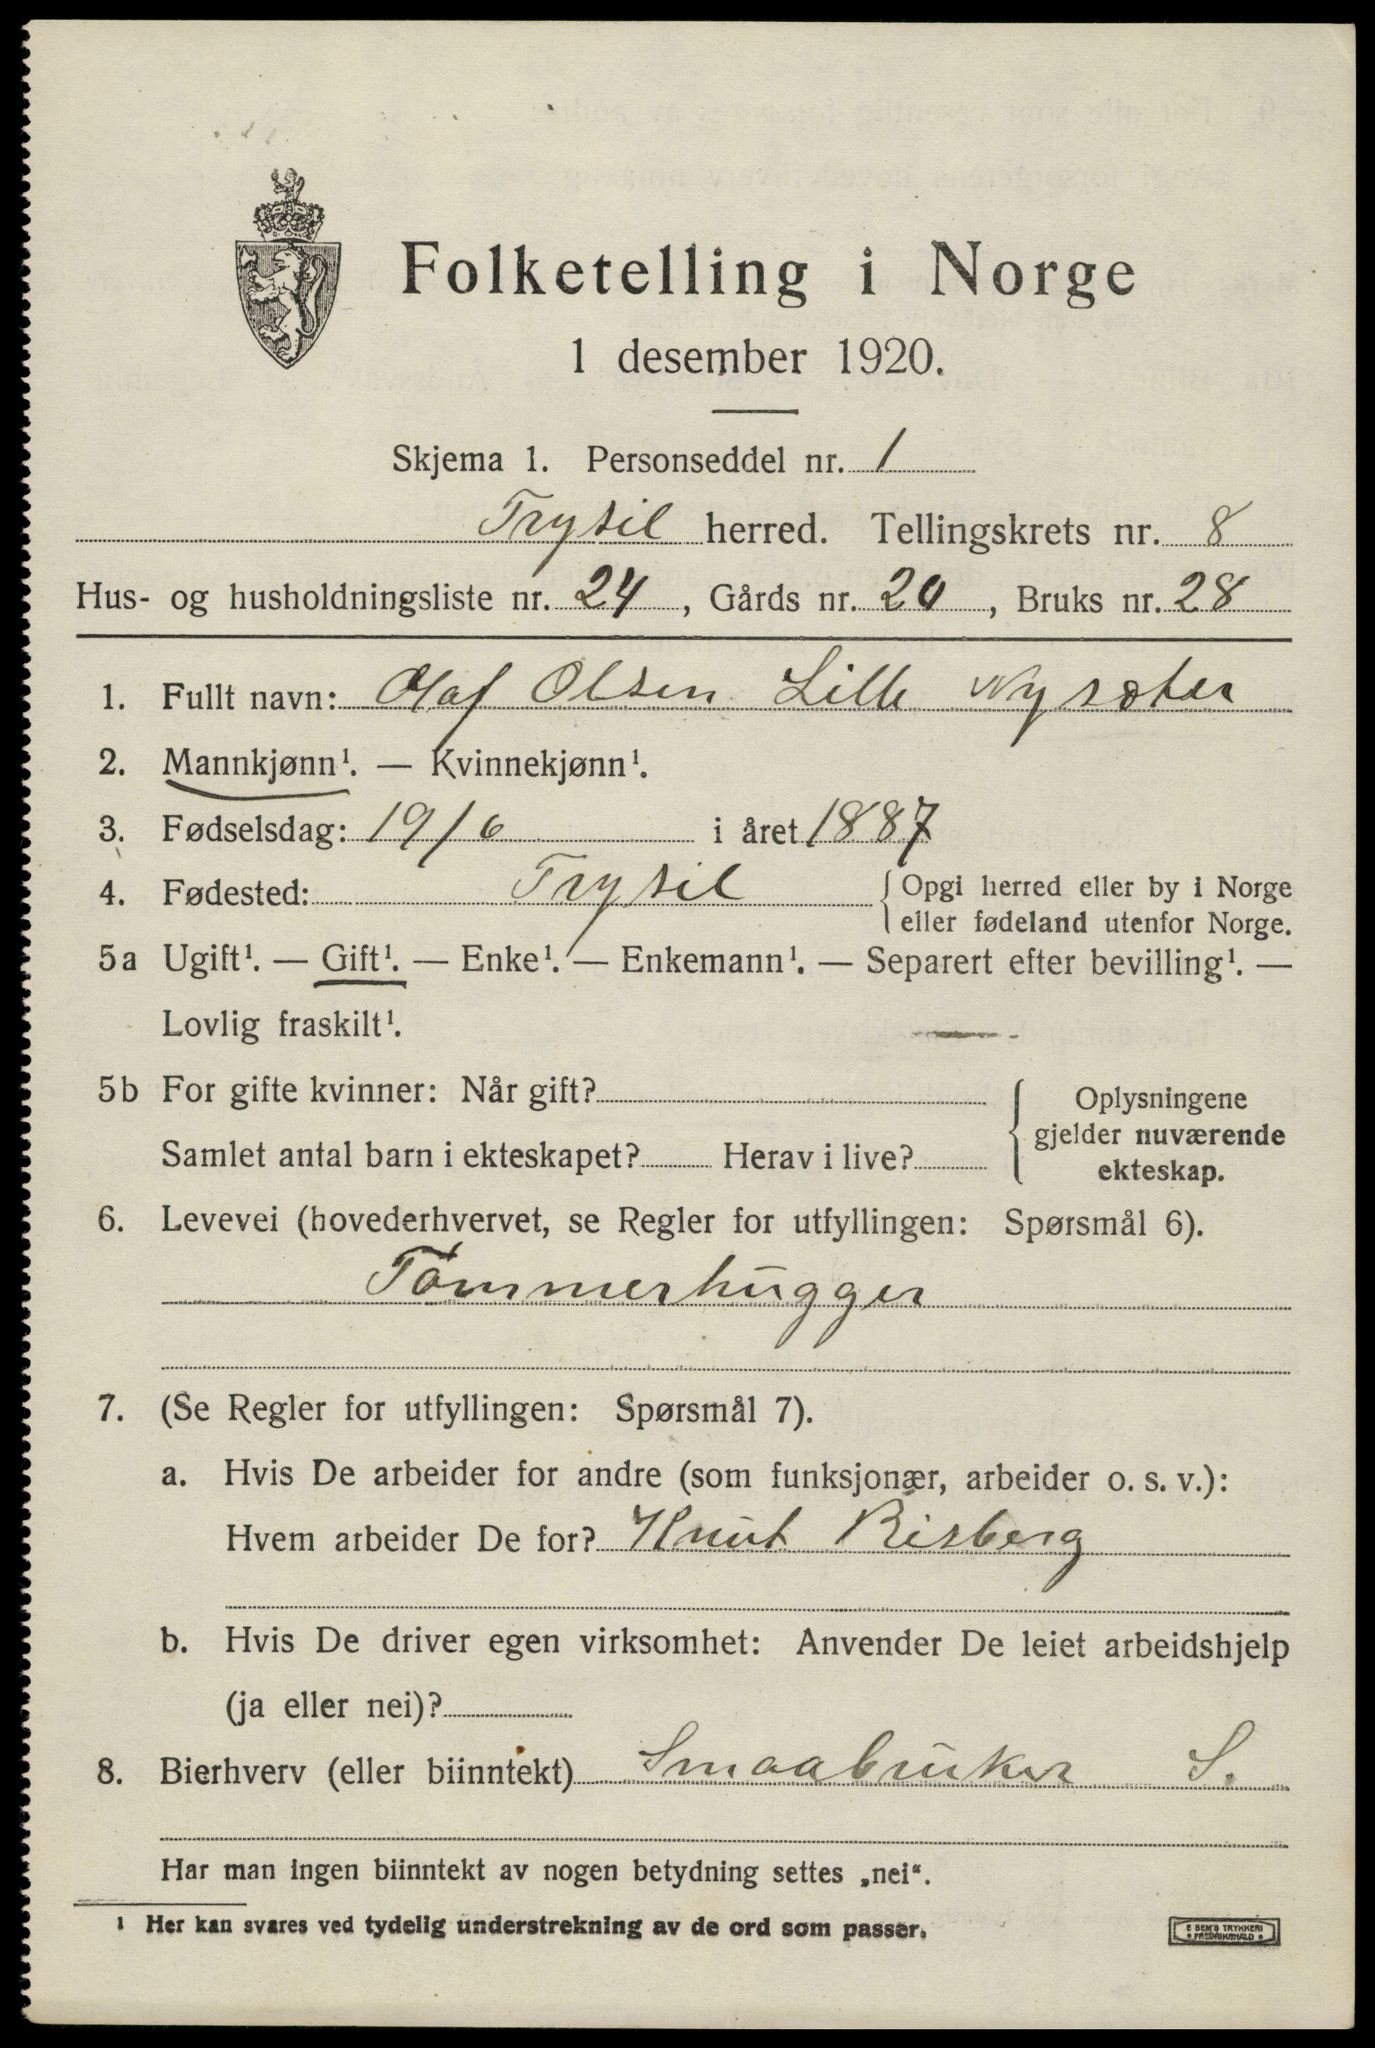 Folketelling i Norge
1 desember 1920.
Skjema 1. Personseddel nr. 1
Trysil herred. Tellingskrets nr. 8
Hus- og husholdningsliste nr. 24, Gårds nr. 20, Bruks nr. 28
1. Fullt navn: Olaf Olsen Lille Nysæter
2. Mannkjønn¹. — Kvinnekjønn¹.
3. Fødselsdag: 19/6 i året 1887
4. Fødested: Trysil {Opgi herred eller by i Norge
eller fødeland utenfor Norge.
5a Ugift¹. — Gift¹. — Enke¹. — Enkemann¹. — Separert efter bevilling¹. —
Lovlig fraskilt¹.
5b For gifte kvinner: Når gift?
Samlet antal barn i ekteskapet? Herav i live?
Oplysningene
gjelder nuværende
ekteskap.
6. Levevei (hovederhvervet, se Regler for utfyllingen: Spørsmål 6).
Tømmerhugger
7. (Se Regler for utfyllingen: Spørsmål 7).
a. Hvis De arbeider for andre (som funksjonær, arbeider o. s. v.):
Hvem arbeider De for? Knut Risberg
b. Hvis De driver egen virksomhet: Anvender De leiet arbeidshjelp
(ja eller nei)?
8. Bierhverv (eller biinntekt) Smaabruker S.
Har man ingen biinntekt av nogen betydning settes „nei“.
¹ Her kan svares ved tydelig understrekning av de ord som passer.
E SEM'S TRYKKERI
FREDRIKSHALD